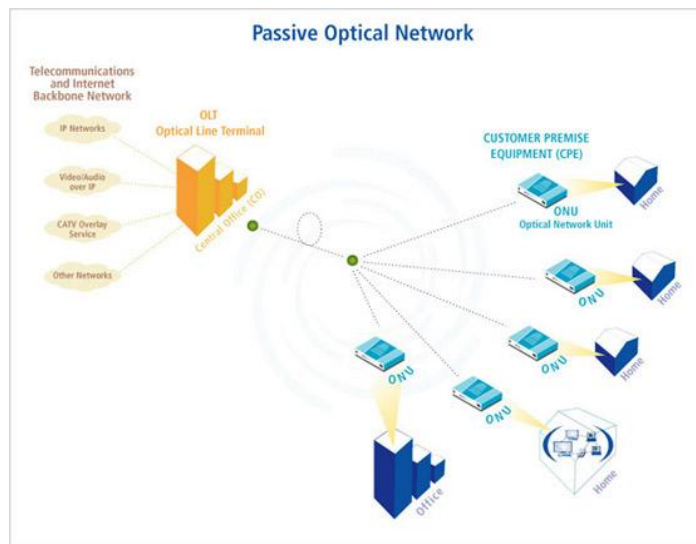 Passive Optical Network
Telecommunications
and Internet
Backbone Network
IP Networks
Video/Audio
over IP
CATV Overlay
Service
Other Networks
OLT
Optical Line Terminal
Central Office (CO)
CUSTOMER PREMISE
EQUIPMENT (CPE)
ONU
Optical Network Unit
Home
ONU
Home
ONU
Home
ONU
Office
ONU
Home